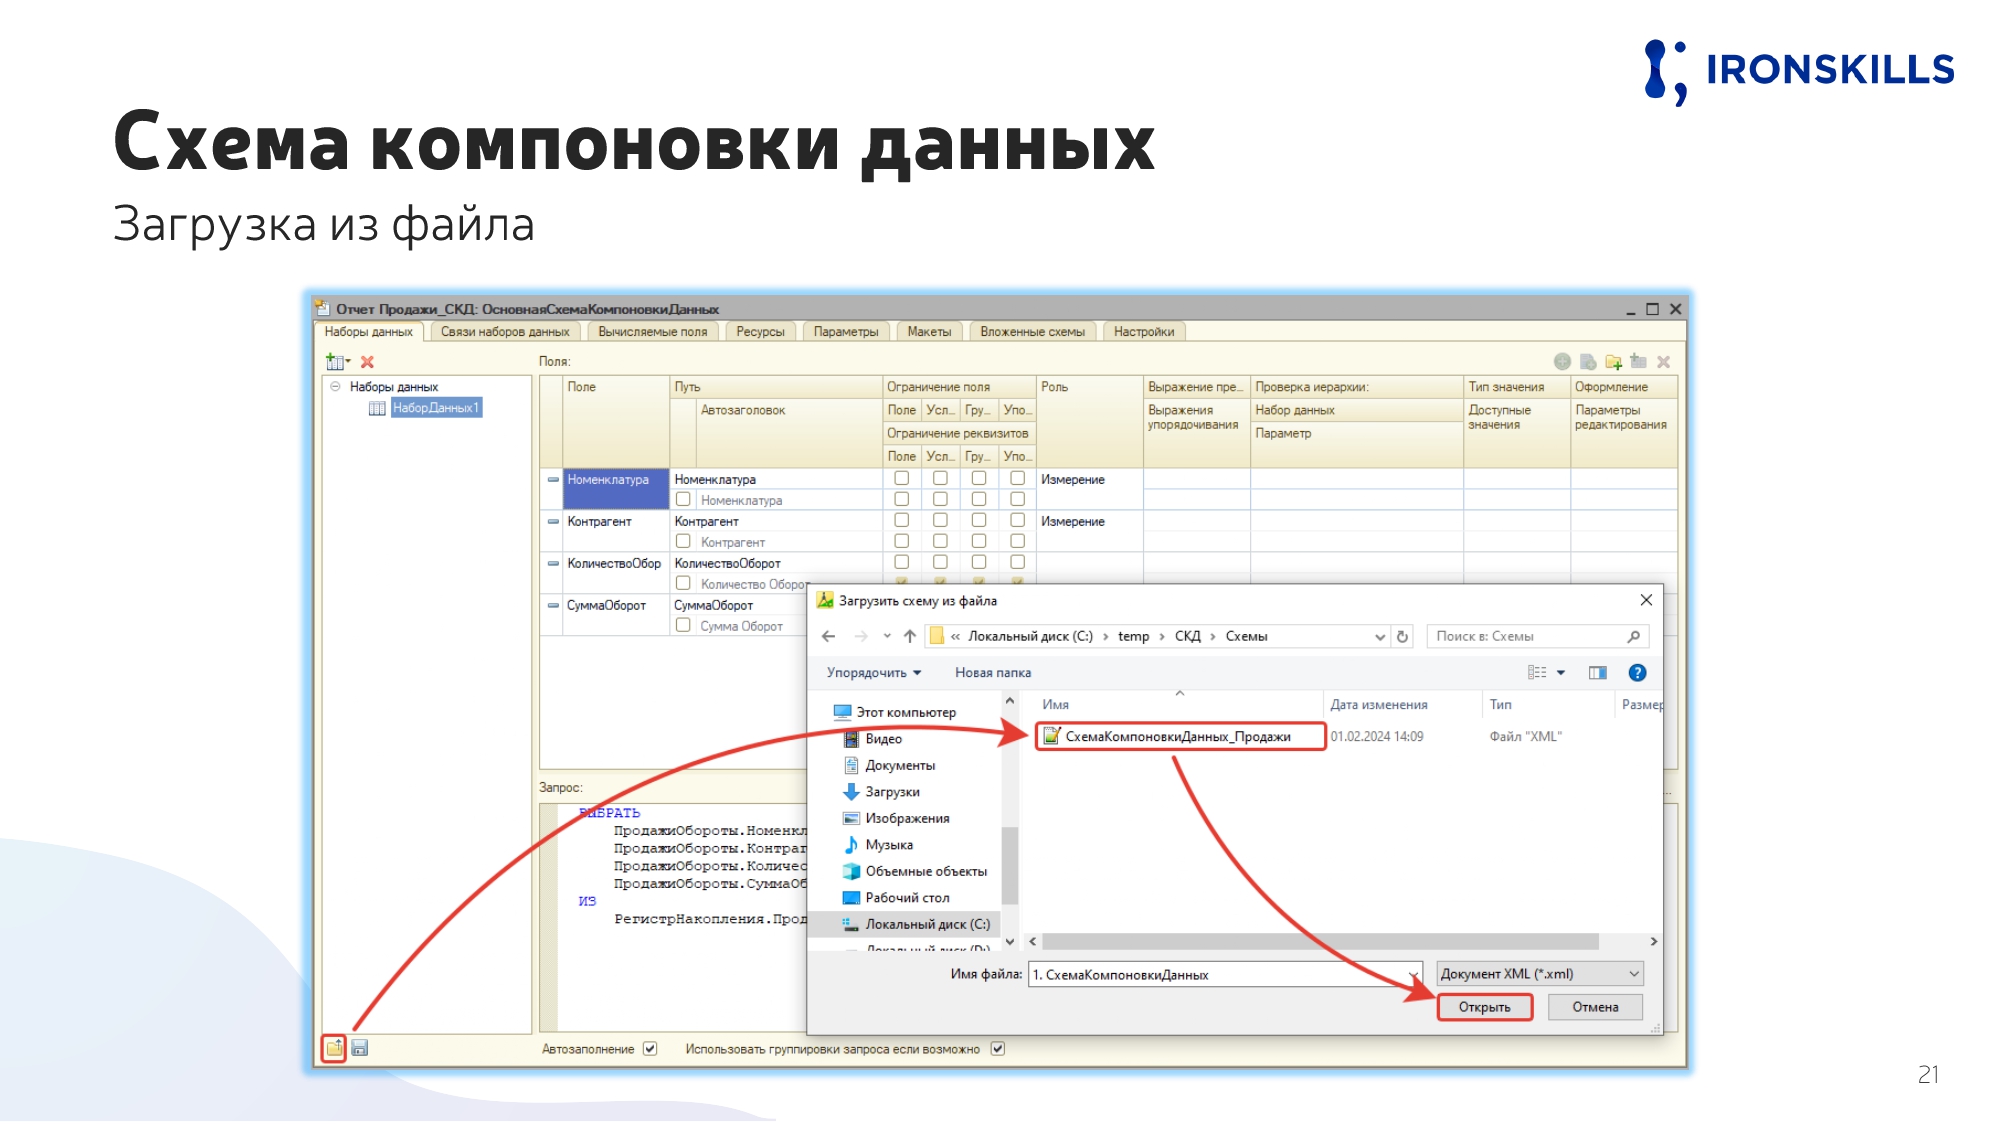 IRONSKILLS
Схема компоновки данных
Загрузка из файла
Отчет Продажи_СКД: ОсновнаяСхемаКомпоновкиДанных
Наборы данных Связи наборов данных Вычисляемые поля Ресурсы Параметры Макеты Вложенные схемы Настройки
Поля:
Наборы данных
НаборДанных1
Поле Путь Ограничение поля Роль Выражение пре... Проверка иерархии: Тип значения Оформление
Автозаголовок Поле Усл... Гру... Упо... Выражения упорядочивания Набор данных Доступные значения Параметры редактирования
Ограничение реквизитов Параметр
Поле Усл... Гру... Упо...
Номенклатура Номенклатура Измерение
Номенклатура
Контрагент Контрагент Измерение
Контрагент
КоличествоОбор КоличествоОборот
Количество Оборот
СуммаОборот СуммаОборот
Сумма Оборот
Загрузить схему из файла
« Локальный диск (C:) › temp › СКД › Схемы Поиск в: Схемы
Упорядочить Новая папка
Имя Дата изменения Тип Размер
СхемаКомпоновкиДанных_Продажи 01.02.2024 14:09 Файл "XML"
Этот компьютер
Видео
Документы
Загрузки
Изображения
Музыка
Объемные объекты
Рабочий стол
Локальный диск (C:)
Локальный диск (D:)
Имя файла: 1. СхемаКомпоновкиДанных Документ XML (*.xml)
Открыть Отмена
Запрос:
ВЫБРАТЬ
ПродажиОбороты.Номенкл
ПродажиОбороты.Контраг
ПродажиОбороты.Количес
ПродажиОбороты.СуммаОб
ИЗ
РегистрНакопления.Прод
Автозаполнение Использовать группировки запроса если возможно
21